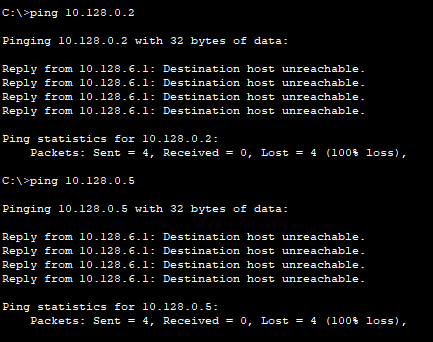 C:\>ping 10.128.0.2
Pinging 10.128.0.2 with 32 bytes of data:
Reply from 10.128.6.1: Destination host unreachable.
Reply from 10.128.6.1: Destination host unreachable.
Reply from 10.128.6.1: Destination host unreachable.
Reply from 10.128.6.1: Destination host unreachable.
Ping statistics for 10.128.0.2:
    Packets: Sent = 4, Received = 0, Lost = 4 (100% loss),
C:\>ping 10.128.0.5
Pinging 10.128.0.5 with 32 bytes of data:
Reply from 10.128.6.1: Destination host unreachable.
Reply from 10.128.6.1: Destination host unreachable.
Reply from 10.128.6.1: Destination host unreachable.
Reply from 10.128.6.1: Destination host unreachable.
Ping statistics for 10.128.0.5:
    Packets: Sent = 4, Received = 0, Lost = 4 (100% loss),